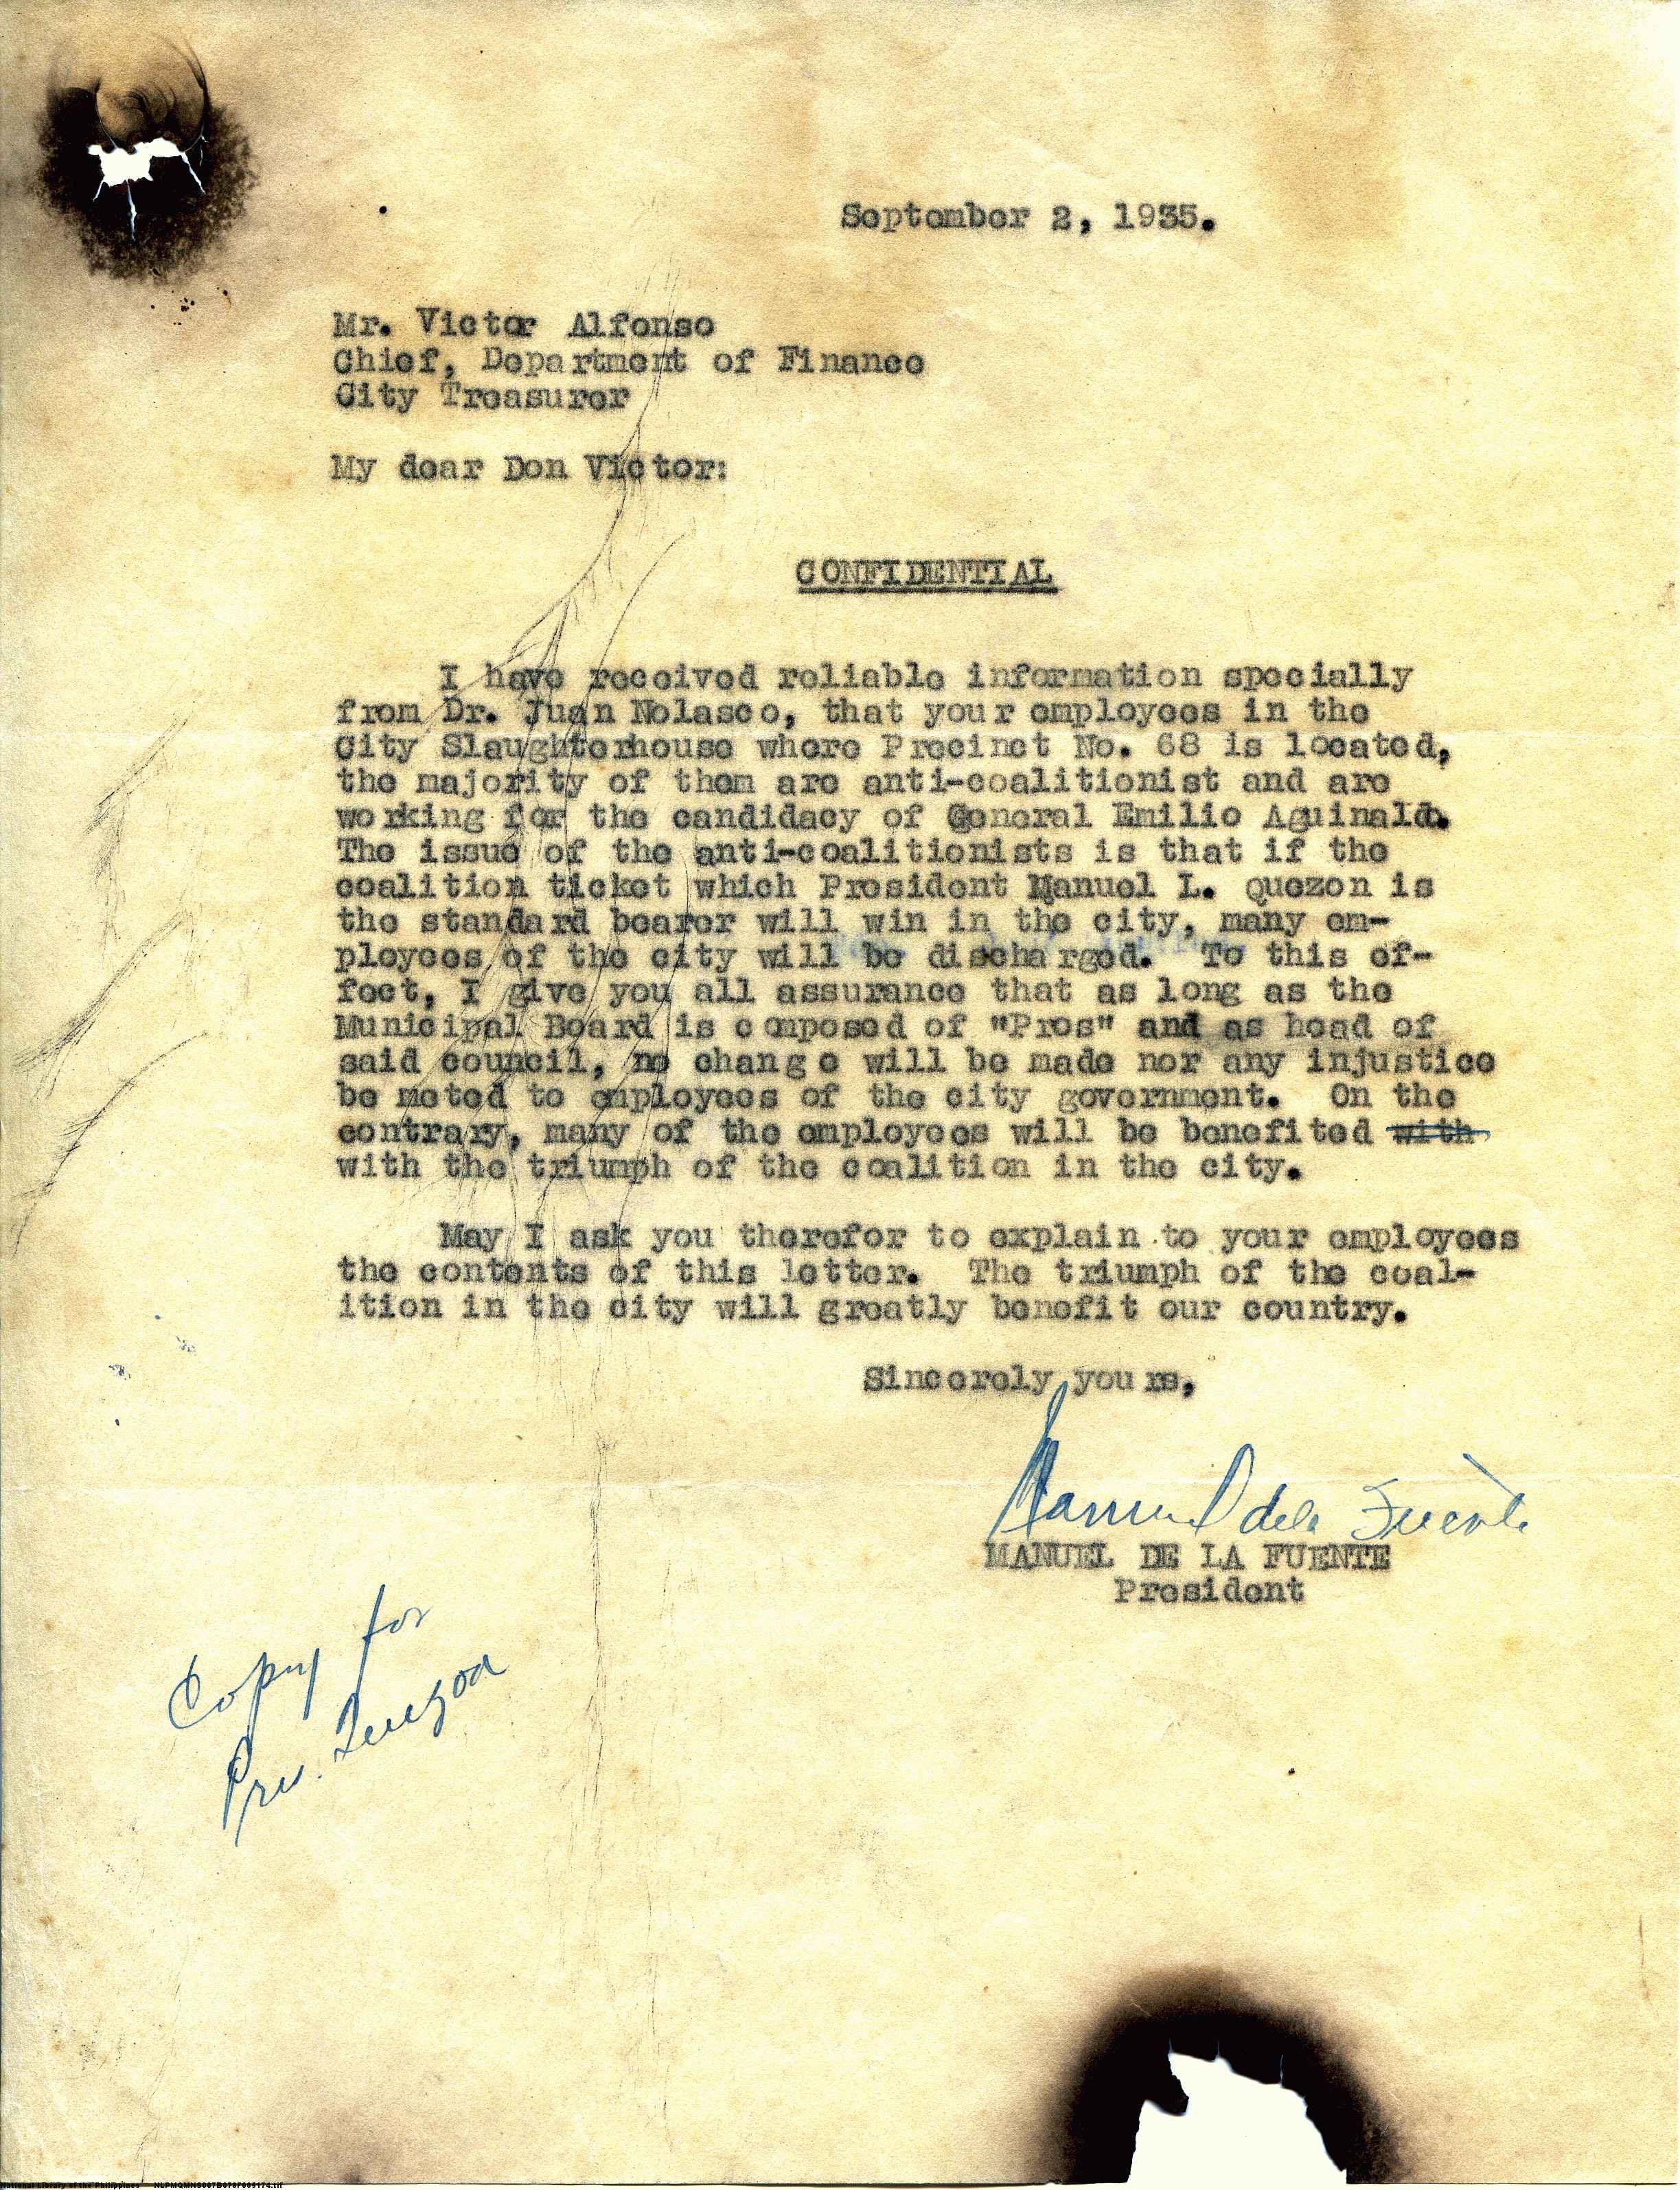 September 2, 1935.
Mr. Victor Alfonso
Chief, Department of Finance
City Treasurer
My dear Don Victor:
CONFIDENTIAL
I have received reliable information specially
from Dr. Juan Nolasco, that your employees in the
City Slaughterhouse where Precinct No. 68 is located,
the majority of them are anti-coalitionist and are
working for the candidacy of General Emilio Aguinaldo.
The issue of the anti-coalitionists is that if the
coalition ticket which President Manuel L. Quezon is
the standard bearer will win in the city, many em-
ployees of the city will be discharged. To this ef-
fect, I give you all assurance that as long as the
Municipal Board is composed of "Pros" and as head of
said council, no change will be made nor any injustice
be meted to employees of the city government. On the
contrary, many of the employees will be benefited with
with the triumph of the coalition in the city.
May I ask you therefor to explain to your employees
the contents of this letter. The triumph of the coal-
ition in the city will greatly benefit our country.
Sincerely yours,
Manuel de la Fuente
MANUEL DE LA FUENTE
President
Copy for
Pres. Quezon
National Library of the Philippines